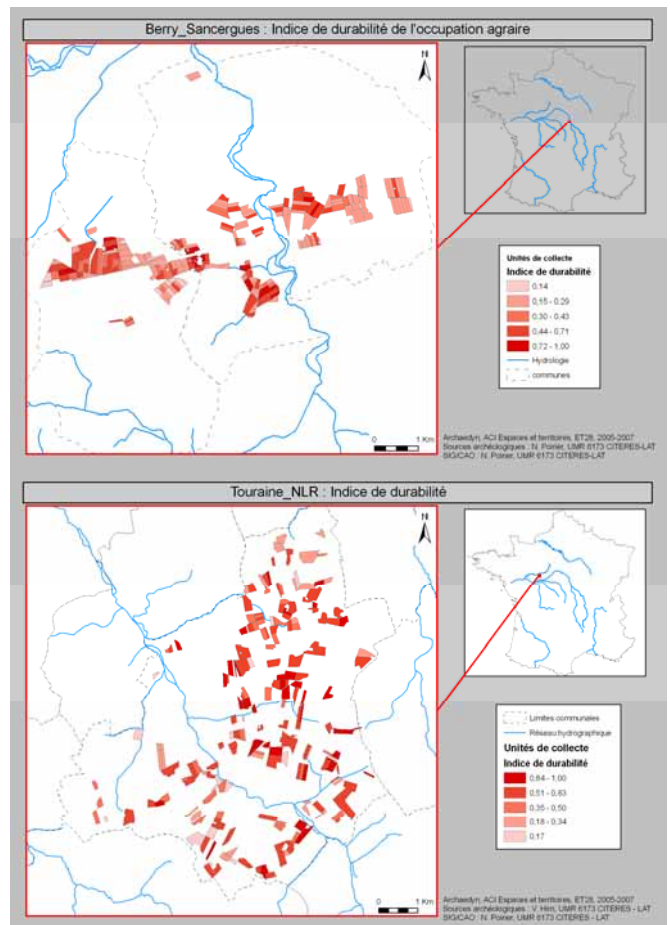 Berry_Sancergues : Indice de durabilité de l'occupation agraire
N
Unités de collecte
Indice de durabilité
0,14
0,15 - 0,29
0,30 - 0,43
0,44 - 0,71
0,72 - 1,00
Hydrologie
communes
0 1 Km
Archaedyn, ACI Espaces et territoires, ET28, 2005-2007
Sources archéologiques : N. Poirier, UMR 6173 CITERES-LAT
SIG/CAO : N. Poirier, UMR 6173 CITERES-LAT
Touraine_NLR : Indice de durabilité
N
Limites communales
Réseau hydrographique
Unités de collecte
Indice de durabilité
0,64 - 1,00
0,51 - 0,63
0,35 - 0,50
0,18 - 0,34
0,17
0 1 Km
Archaedyn, ACI Espaces et territoires, ET28, 2005-2007
Sources archéologiques : V. Hirn, UMR 6173 CITERES - LAT
SIG/CAO : N. Poirier, UMR 6173 CITERES - LAT